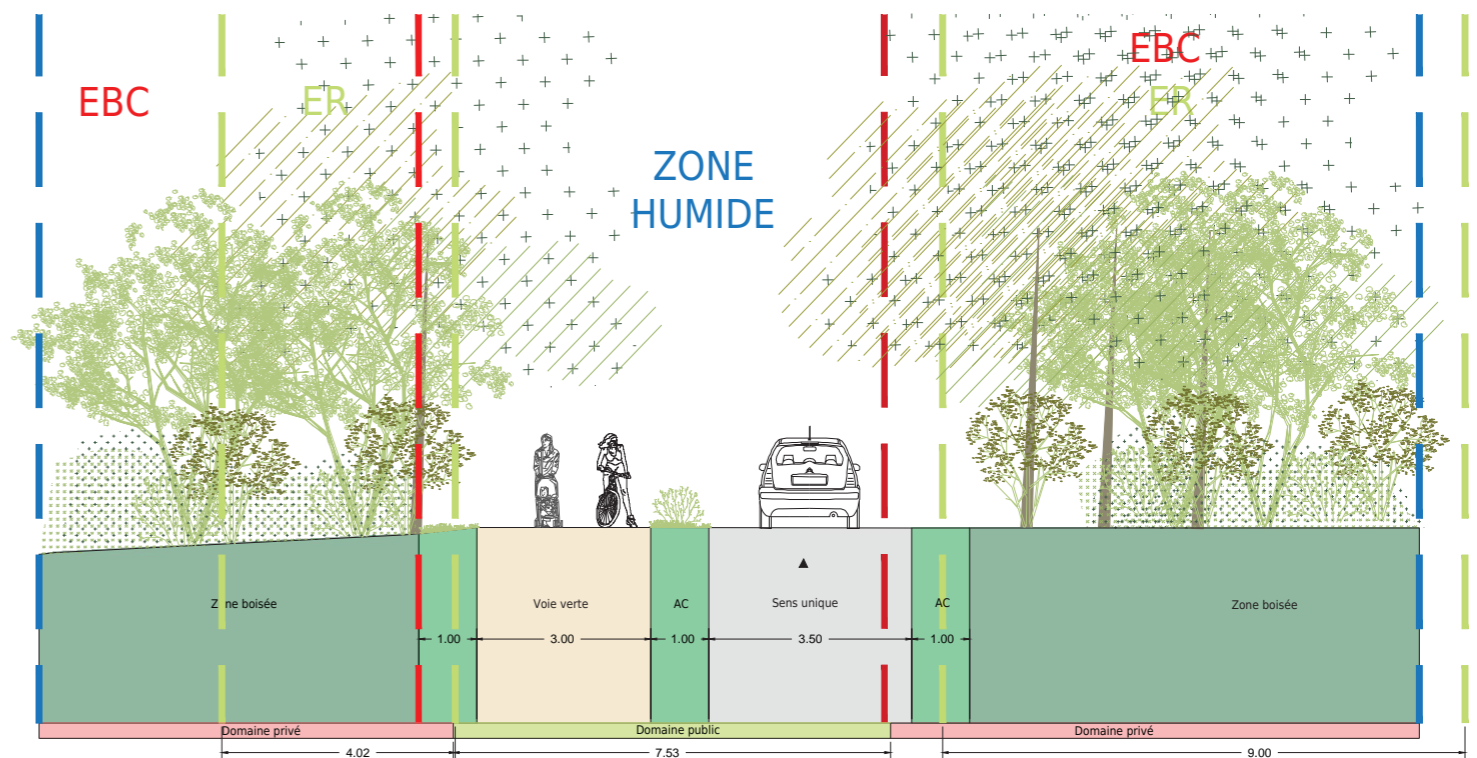 EBC
EBC
ER
ER
ZONE
HUMIDE
Zone boisée
Voie verte
AC
Sens unique
AC
Zone boisée
1.00
3.00
1.00
3.50
1.00
Domaine privé
Domaine public
Domaine privé
4.02
7.53
9.00